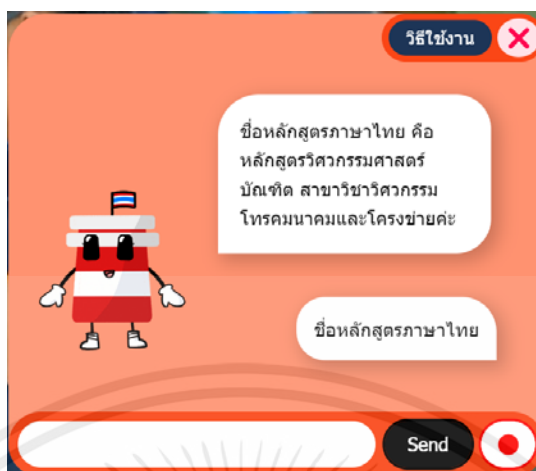 วิธีใช้งาน
ชื่อหลักสูตรภาษาไทย คือ
หลักสูตรวิศวกรรมศาสตร์
บัณฑิต สาขาวิชาวิศวกรรม
โทรคมนาคมและโครงข่ายค่ะ
ชื่อหลักสูตรภาษาไทย
Send